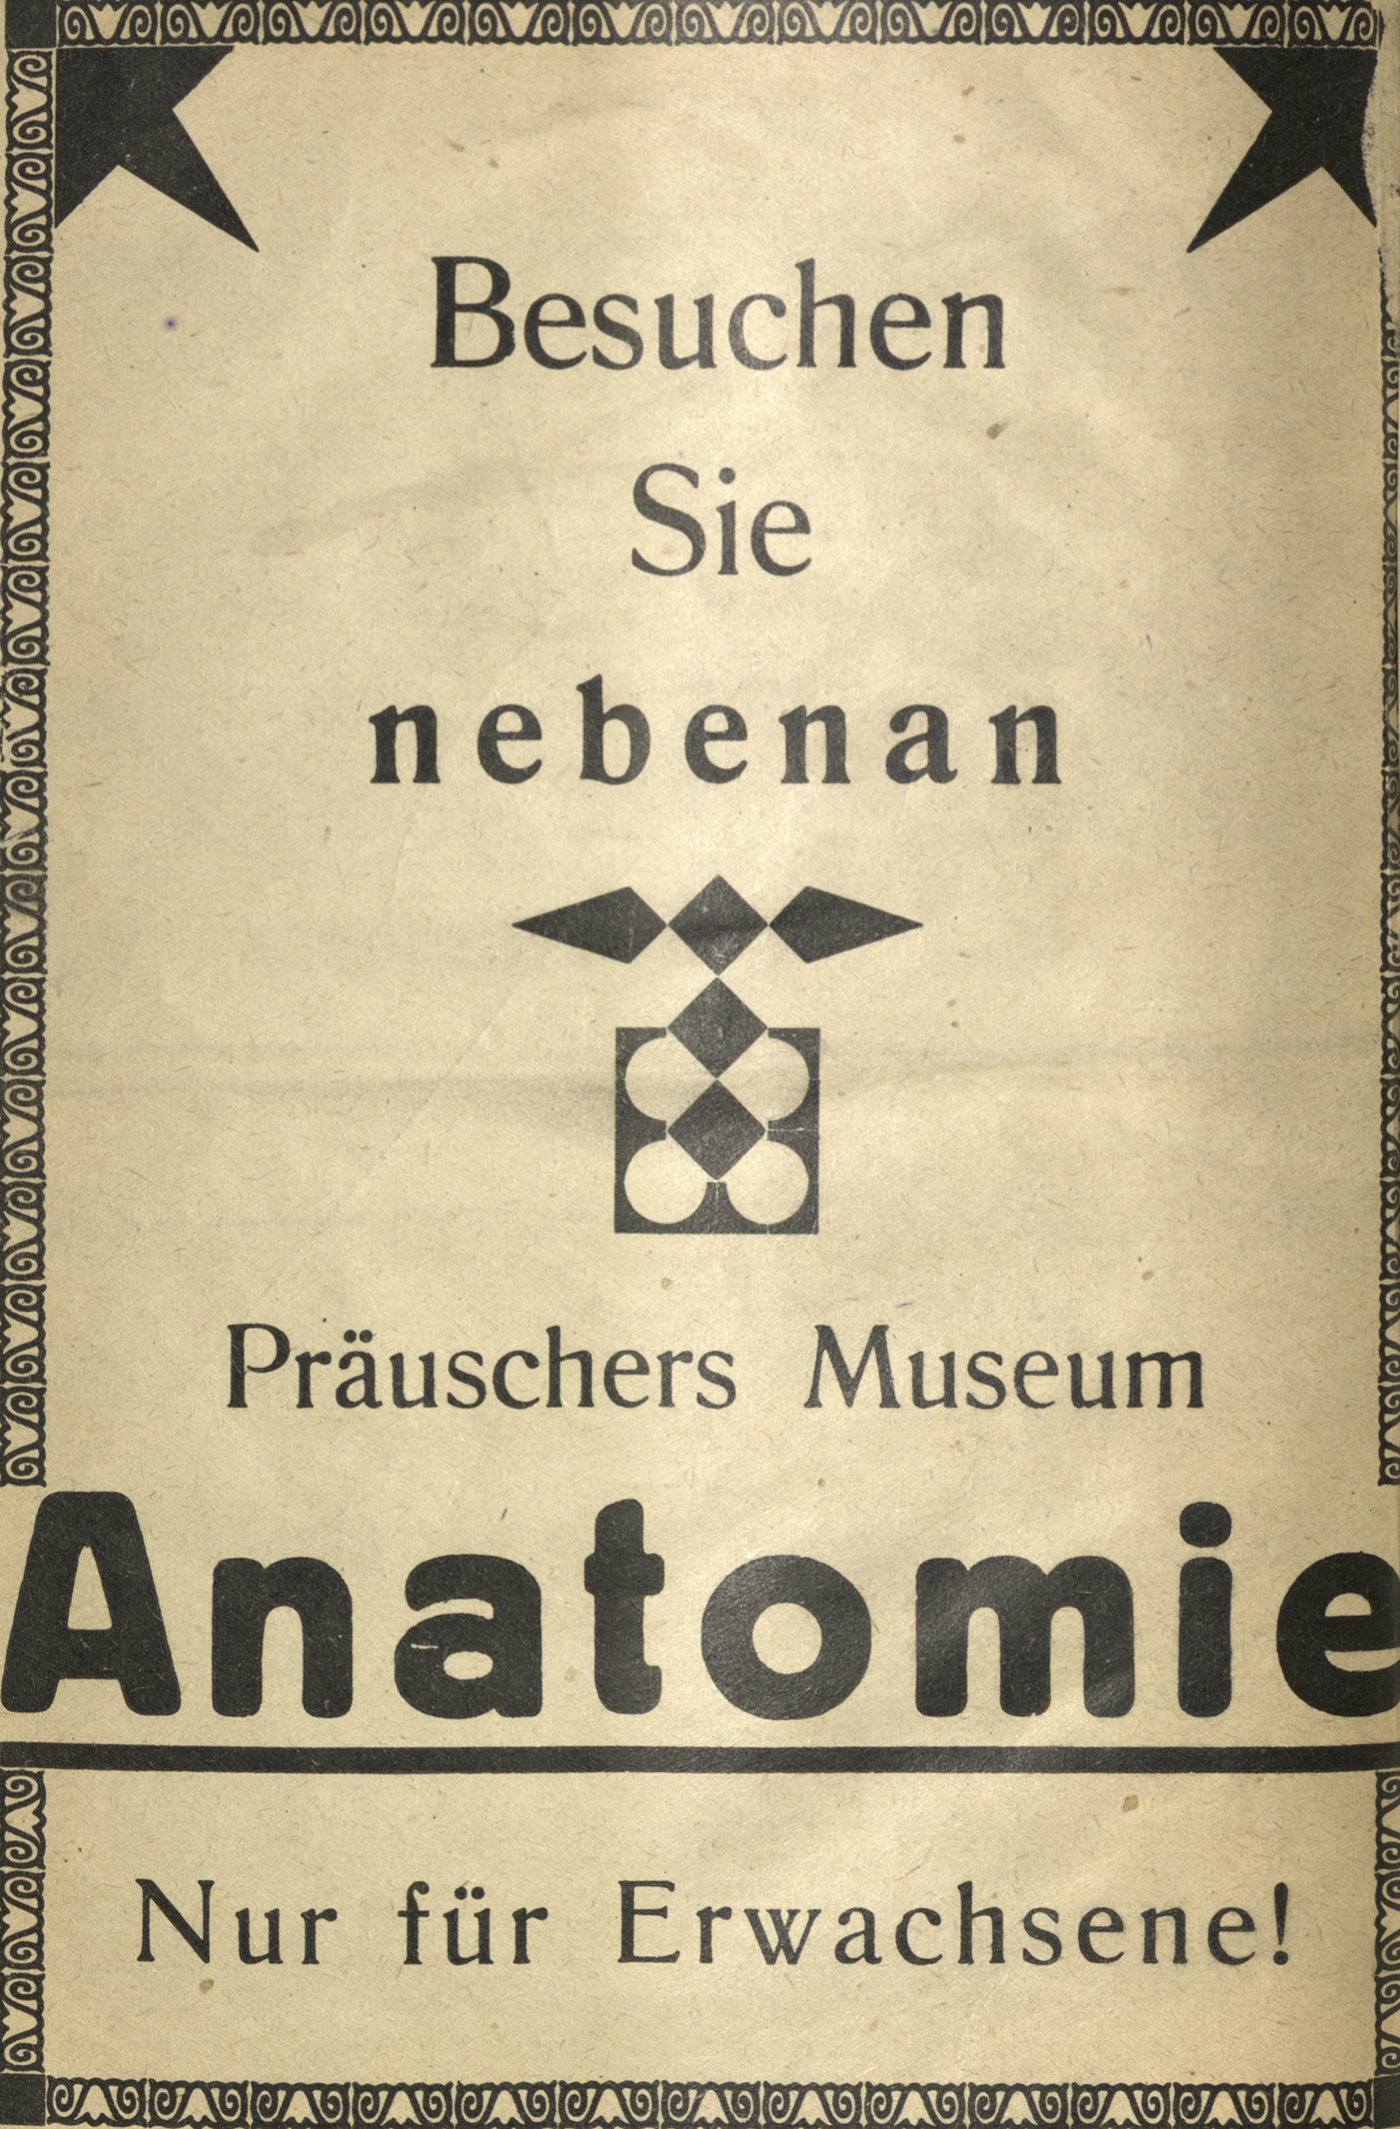 Besuchen
Sie
nebenan
Präuschers Museum
Anatomie
Nur für Erwachsene!